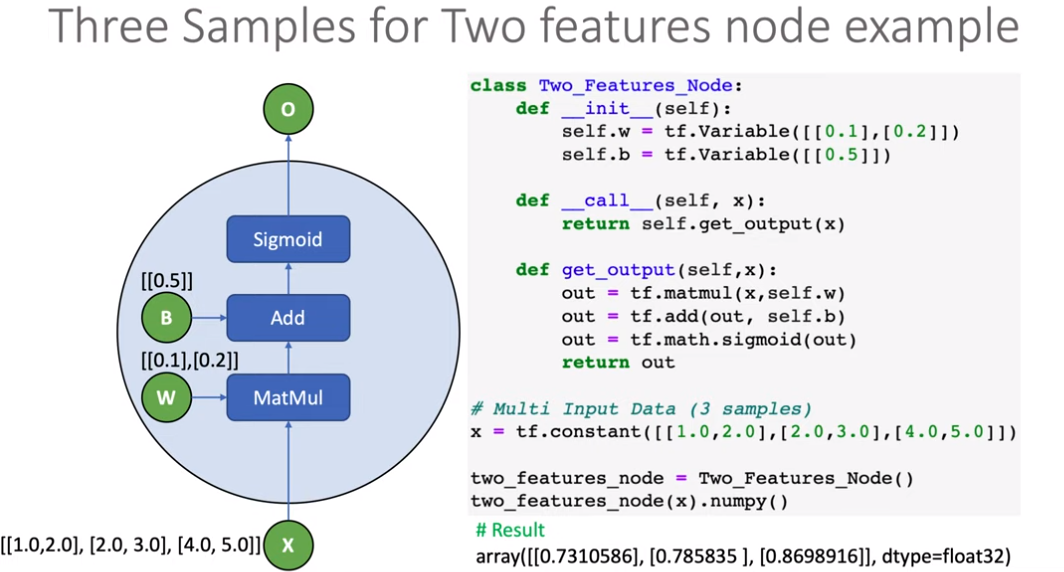 Three Samples for Two features node example
O
Sigmoid
[[0.5]]
B
Add
[[0.1],[0.2]]
W
MatMul
[[1.0,2.0], [2.0, 3.0], [4.0, 5.0]]
X
class Two_Features_Node:
    def __init__(self):
        self.w = tf.Variable([[0.1],[0.2]])
        self.b = tf.Variable([[0.5]])
    def __call__(self, x):
        return self.get_output(x)
    def get_output(self,x):
        out = tf.matmul(x,self.w)
        out = tf.add(out, self.b)
        out = tf.math.sigmoid(out)
        return out
# Multi Input Data (3 samples)
x = tf.constant([[1.0,2.0],[2.0,3.0],[4.0,5.0]])
two_features_node = Two_Features_Node()
two_features_node(x).numpy()
# Result
array([[0.7310586], [0.785835 ], [0.8698916]], dtype=float32)